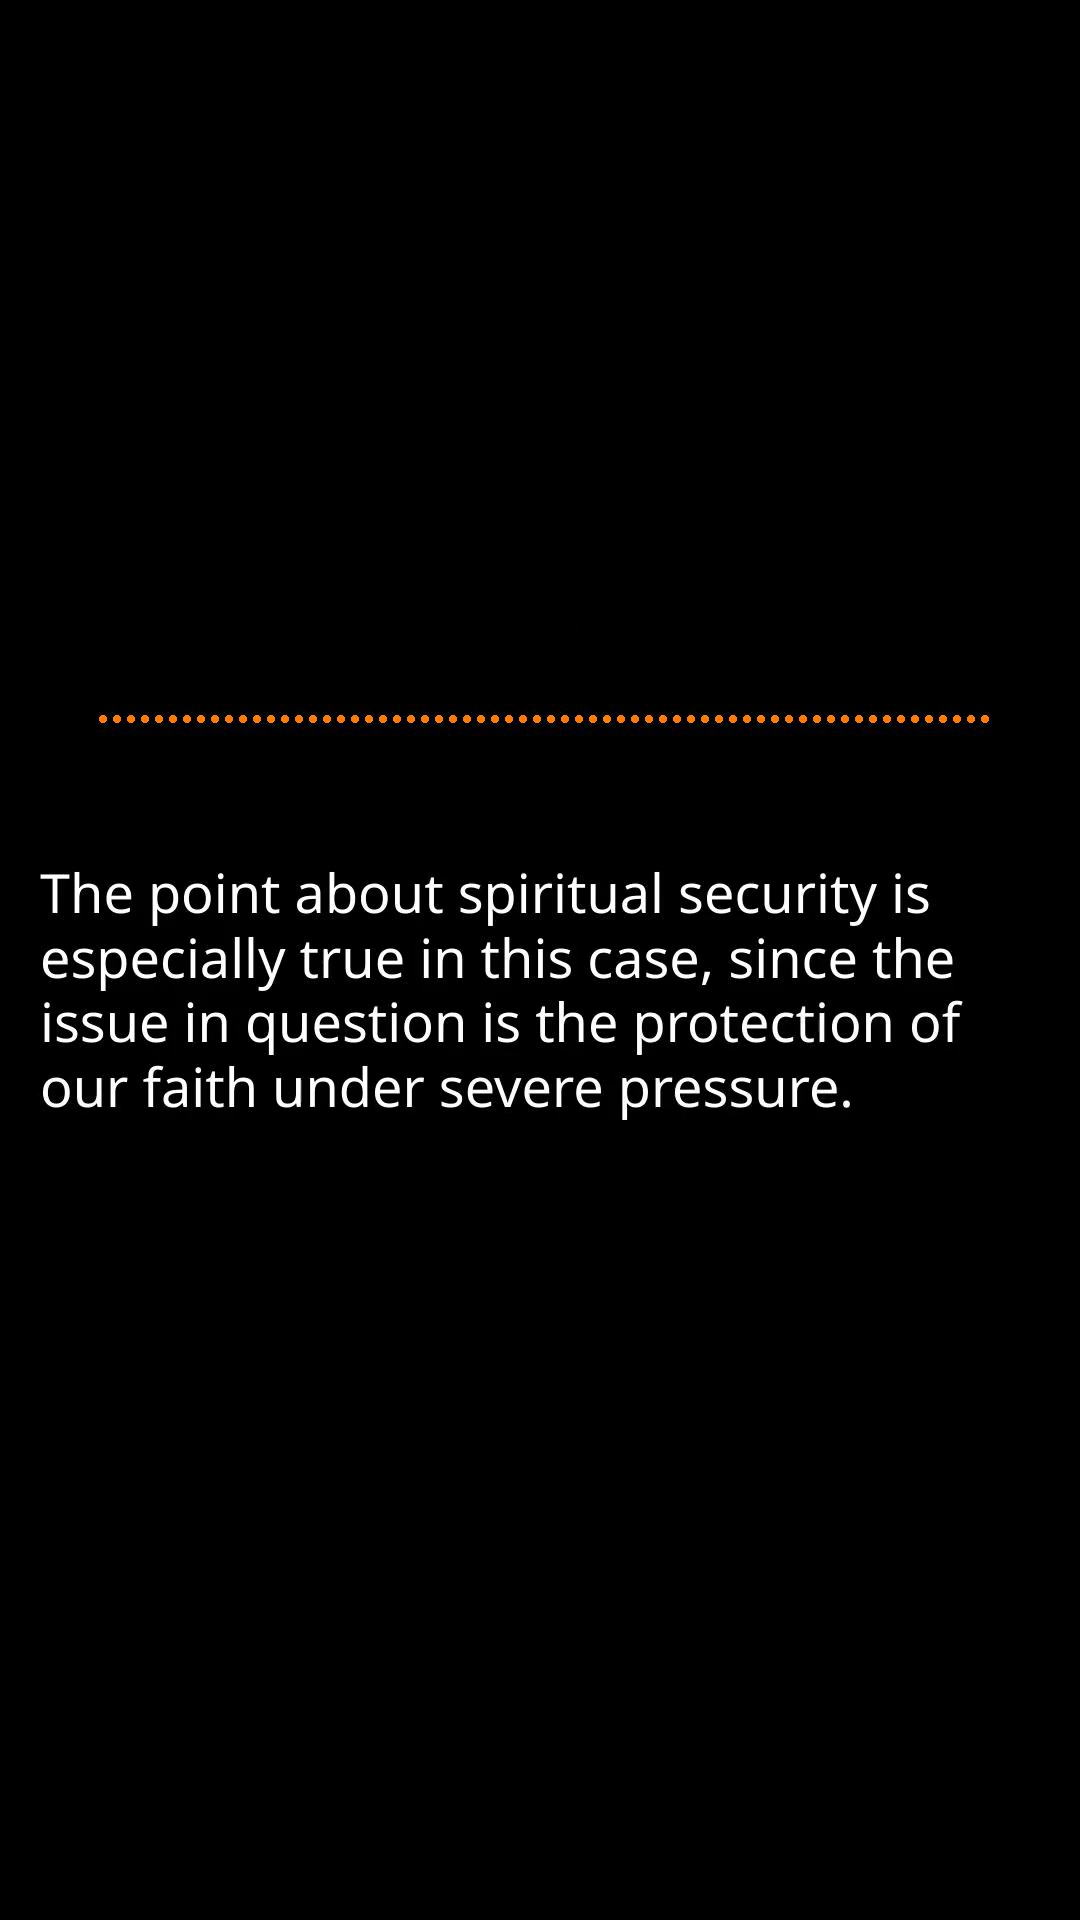 The point about spiritual security is
especially true in this case, since the
issue in question is the protection of
our faith under severe pressure.